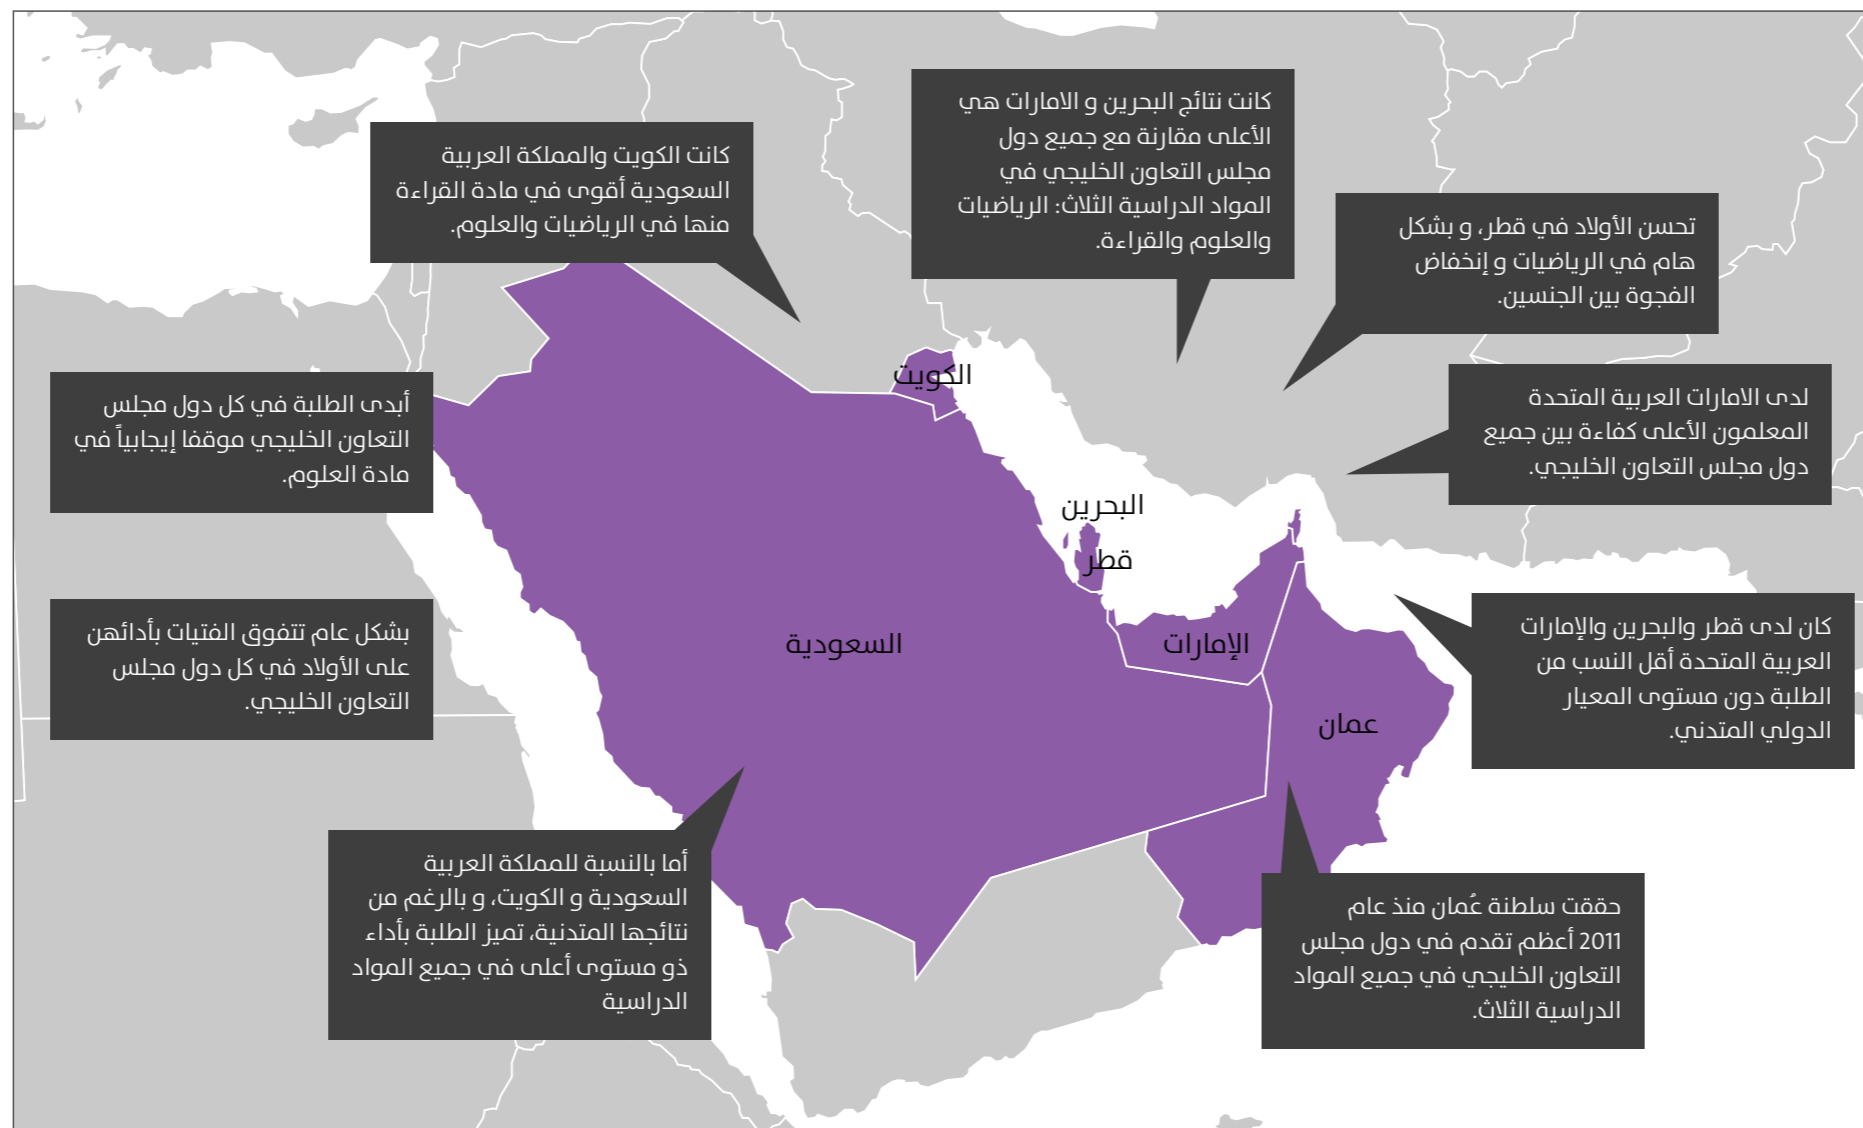 كانت نتائج البحرين و الامارات هي
الأعلى مقارنة مع جميع دول
مجلس التعاون الخليجي في
المواد الدراسية الثلاث: الرياضيات
والعلوم والقراءة.
كانت الكويت والمملكة العربية
السعودية أقوى في مادة القراءة
منها في الرياضيات والعلوم.
تحسن الأولاد في قطر، و بشكل
هام في الرياضيات و إنخفاض
الفجوة بين الجنسين.
لدى الامارات العربية المتحدة
المعلمون الأعلى كفاءة بين جميع
دول مجلس التعاون الخليجي.
أبدى الطلبة في كل دول مجلس
التعاون الخليجي موقفا إيجابياً في
مادة العلوم.
الكويت
البحرين
قطر
كان لدى قطر والبحرين والإمارات
العربية المتحدة أقل النسب من
الطلبة دون مستوى المعيار
الدولي المتدني.
بشكل عام تتفوق الفتيات بأدائهن
على الأولاد في كل دول مجلس
التعاون الخليجي.
الإمارات
السعودية
عمان
أما بالنسبة للمملكة العربية
السعودية و الكويت، و بالرغم من
نتائجها المتدنية، تميز الطلبة بأداء
ذو مستوى أعلى في جميع المواد
الدراسية
حققت سلطنة عُمان منذ عام
2011 أعظم تقدم في دول مجلس
التعاون الخليجي في جميع المواد
الدراسية الثلاث.